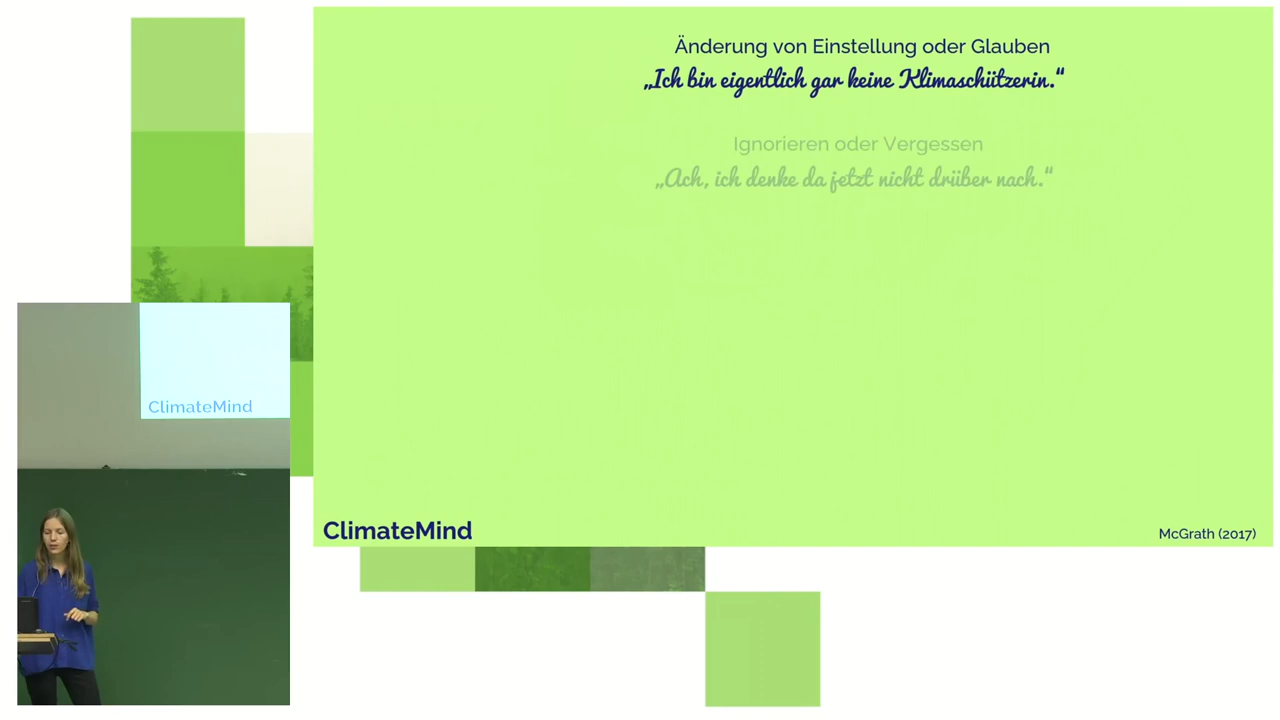 Änderung von Einstellung oder Glauben
„Ich bin eigentlich gar keine Klimaschützerin.“
Ignorieren oder Vergessen
„Ach, ich denke da jetzt nicht drüber nach.“
ClimateMind
ClimateMind
McGrath (2017)